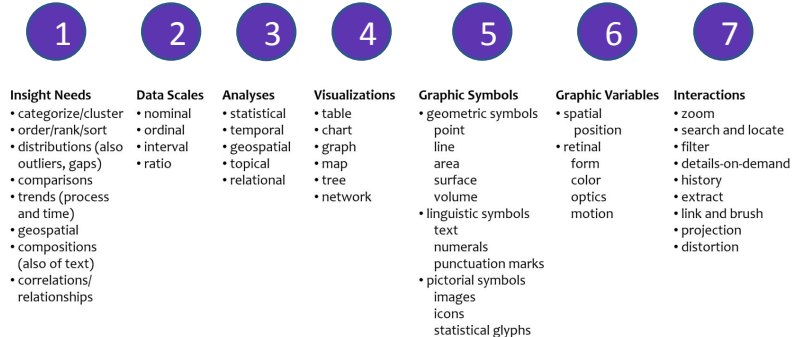 1
2
3
4
5
6
7
Insight Needs
• categorize/cluster
• order/rank/sort
• distributions (also
outliers, gaps)
• comparisons
• trends (process
and time)
• geospatial
• compositions
(also of text)
• correlations/
relationships
Data Scales
• nominal
• ordinal
• interval
• ratio
Analyses
• statistical
• temporal
• geospatial
• topical
• relational
Visualizations
• table
• chart
• graph
• map
• tree
• network
Graphic Symbols
• geometric symbols
point
line
area
surface
volume
• linguistic symbols
text
numerals
punctuation marks
• pictorial symbols
images
icons
statistical glyphs
Graphic Variables
• spatial
position
• retinal
form
color
optics
motion
Interactions
• zoom
• search and locate
• filter
• details-on-demand
• history
• extract
• link and brush
• projection
• distortion